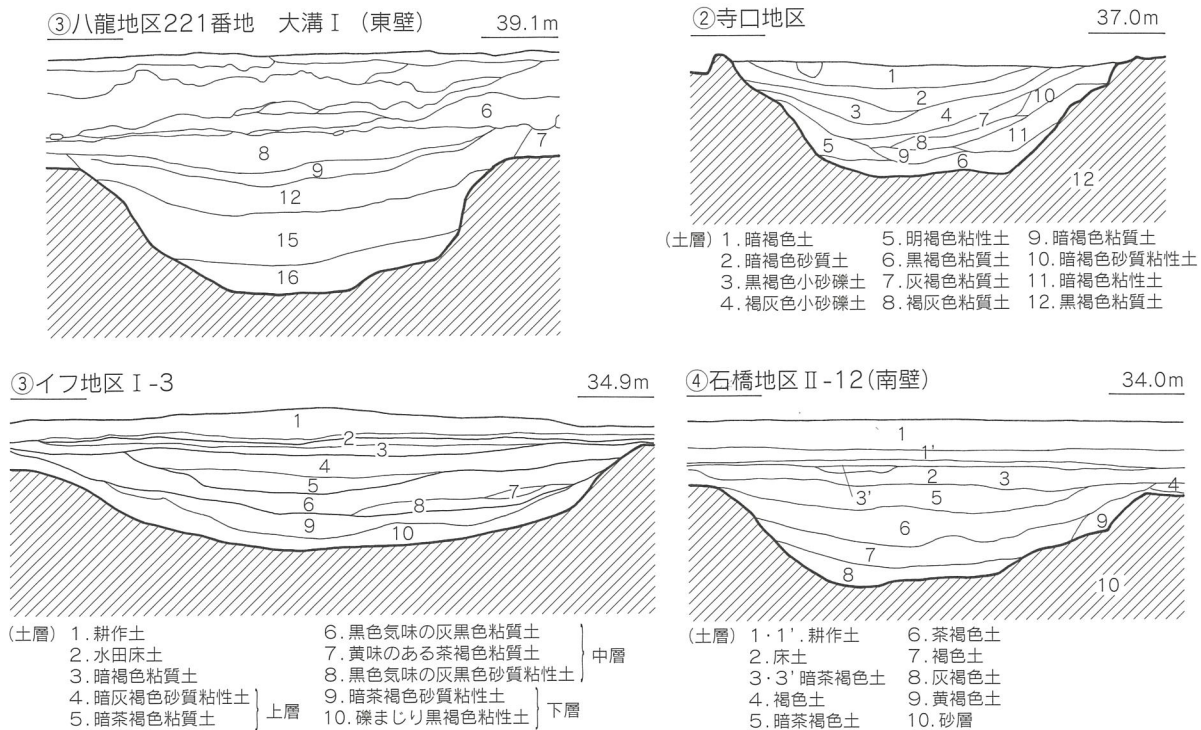 ③八龍地区221番地　大溝Ⅰ（東壁）
39.1m
6
7
8
9
12
15
16
②寺口地区
37.0m
1
2
3
4
10
7
11
5
8
9
6
12
(土層) 1.暗褐色土
2.暗褐色砂質土
3.黒褐色小砂礫土
4.褐灰色小砂礫土
5.明褐色粘性土
6.黒褐色粘質土
7.灰褐色粘質土
8.褐灰色粘質土
9.暗褐色粘質土
10.暗褐色砂質粘性土
11.暗褐色粘性土
12.黒褐色粘質土
③イフ地区Ⅰ-3
34.9m
1
2
3
4
5
7
6
8
9
10
(土層) 1.耕作土
2.水田床土
3.暗褐色粘質土
4.暗灰褐色砂質粘性土
5.暗茶褐色粘質土
上層
6.黒色気味の灰黒色粘質土
7.黄味のある茶褐色粘質土
8.黒色気味の灰黒色砂質粘性土
中層
9.暗茶褐色砂質粘性土
10.礫まじり黒褐色粘性土
下層
④石橋地区Ⅱ-12(南壁)
34.0m
1
1'
2
3
3'
4
5
6
9
7
8
10
(土層) 1・1'.耕作土
2.床土
3・3'暗茶褐色土
4.褐色土
5.暗茶褐色土
6.茶褐色土
7.褐色土
8.灰褐色土
9.黄褐色土
10.砂層